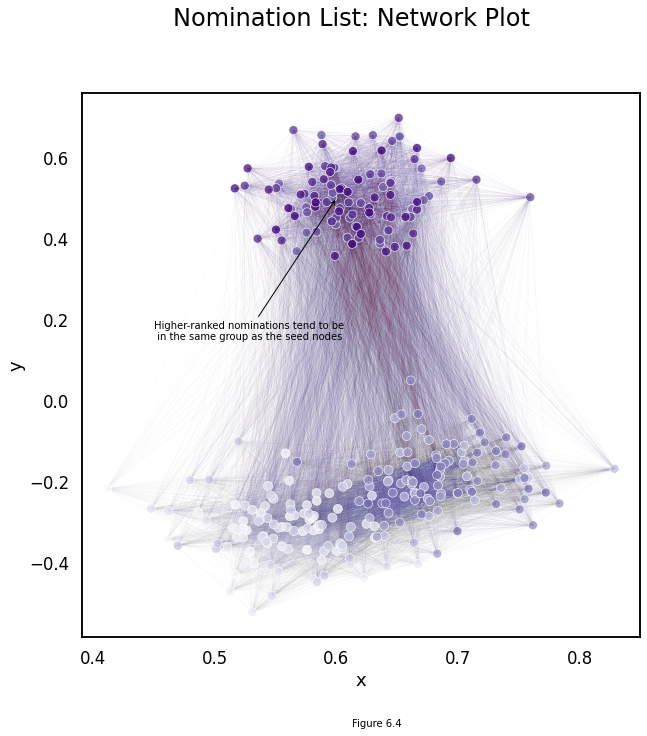 Nomination List: Network Plot
0.6
0.4
0.2
0.0
−0.2
−0.4
y
Higher-ranked nominations tend to be
in the same group as the seed nodes
0.4 0.5 0.6 0.7 0.8
x
Figure 6.4